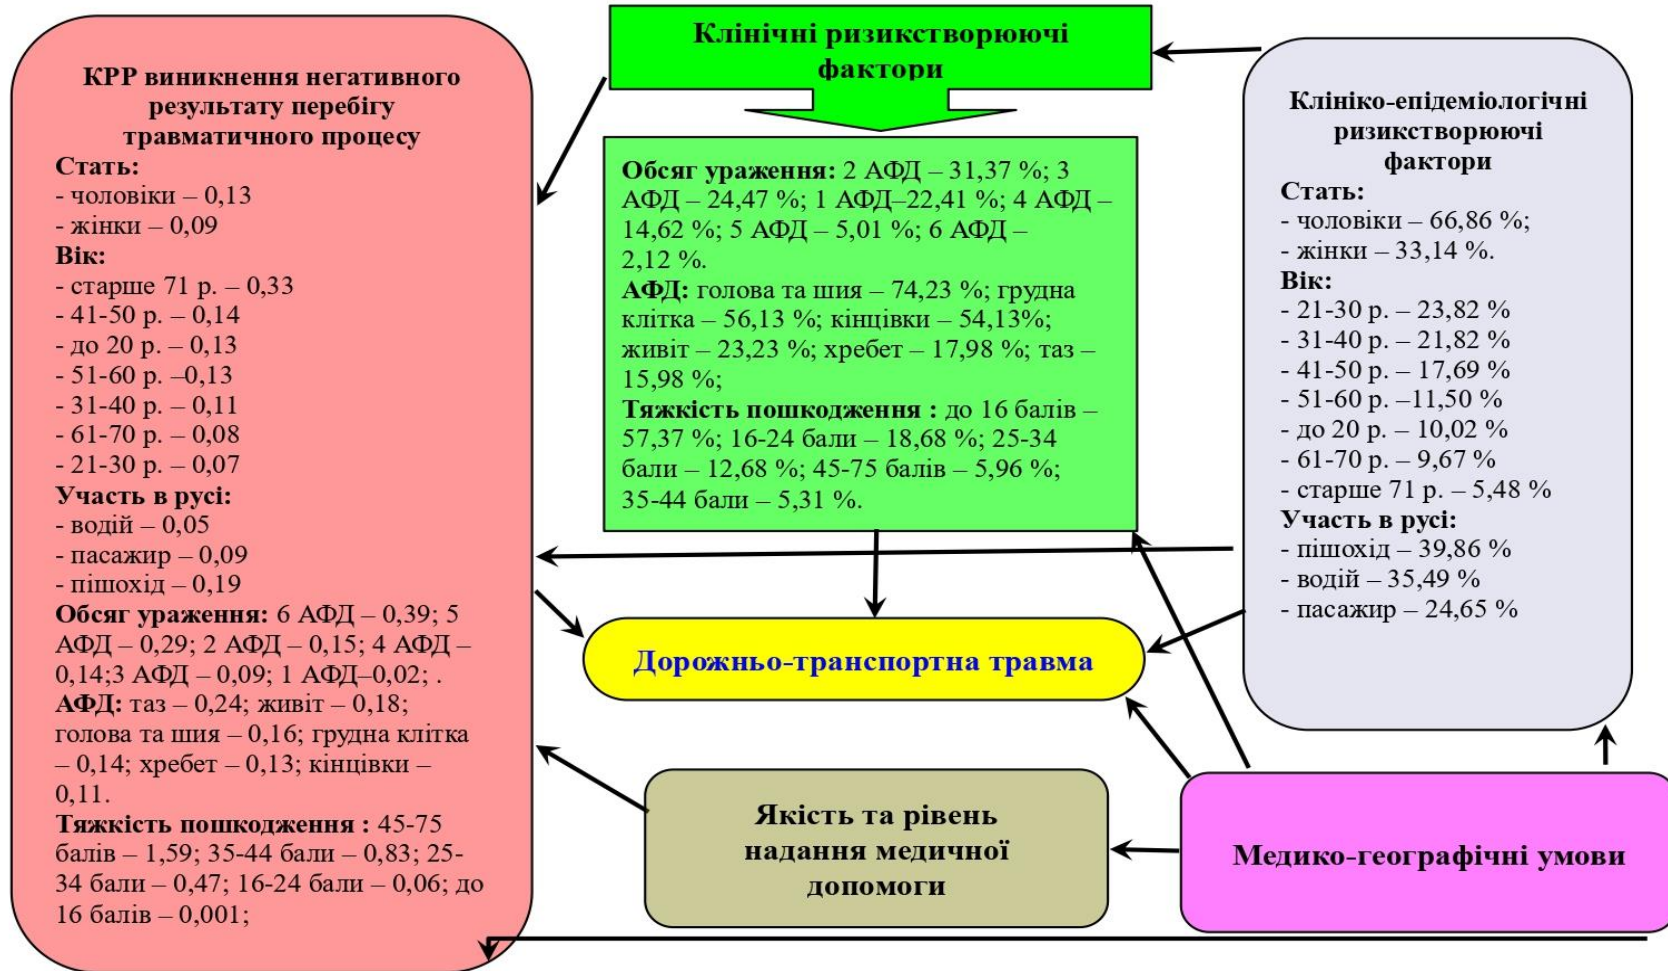 КРР виникнення негативного
результату перебігу
травматичного процесу
Стать:
- чоловіки – 0,13
- жінки – 0,09
Вік:
- старше 71 р. – 0,33
- 41-50 р. – 0,14
- до 20 р. – 0,13
- 51-60 р. –0,13
- 31-40 р. – 0,11
- 61-70 р. – 0,08
- 21-30 р. – 0,07
Участь в русі:
- водій – 0,05
- пасажир – 0,09
- пішохід – 0,19
Обсяг ураження: 6 АФД – 0,39; 5
АФД – 0,29; 2 АФД – 0,15; 4 АФД –
0,14;3 АФД – 0,09; 1 АФД–0,02; .
АФД: таз – 0,24; живіт – 0,18;
голова та шия – 0,16; грудна клітка
– 0,14; хребет – 0,13; кінцівки –
0,11.
Тяжкість пошкодження : 45-75
балів – 1,59; 35-44 бали – 0,83; 25-
34 бали – 0,47; 16-24 бали – 0,06; до
16 балів – 0,001;
Клінічні ризикстворюючі
фактори
Обсяг ураження: 2 АФД – 31,37 %; 3
АФД – 24,47 %; 1 АФД–22,41 %; 4 АФД –
14,62 %; 5 АФД – 5,01 %; 6 АФД –
2,12 %.
АФД: голова та шия – 74,23 %; грудна
клітка – 56,13 %; кінцівки – 54,13%;
живіт – 23,23 %; хребет – 17,98 %; таз –
15,98 %;
Тяжкість пошкодження : до 16 балів –
57,37 %; 16-24 бали – 18,68 %; 25-34
бали – 12,68 %; 45-75 балів – 5,96 %;
35-44 бали – 5,31 %.
Дорожньо-транспортна травма
Якість та рівень
надання медичної
допомоги
Клініко-епідеміологічні
ризикстворюючі
фактори
Стать:
- чоловіки – 66,86 %;
- жінки – 33,14 %.
Вік:
- 21-30 р. – 23,82 %
- 31-40 р. – 21,82 %
- 41-50 р. – 17,69 %
- 51-60 р. –11,50 %
- до 20 р. – 10,02 %
- 61-70 р. – 9,67 %
- старше 71 р. – 5,48 %
Участь в русі:
- пішохід – 39,86 %
- водій – 35,49 %
- пасажир – 24,65 %
Медико-географічні умови